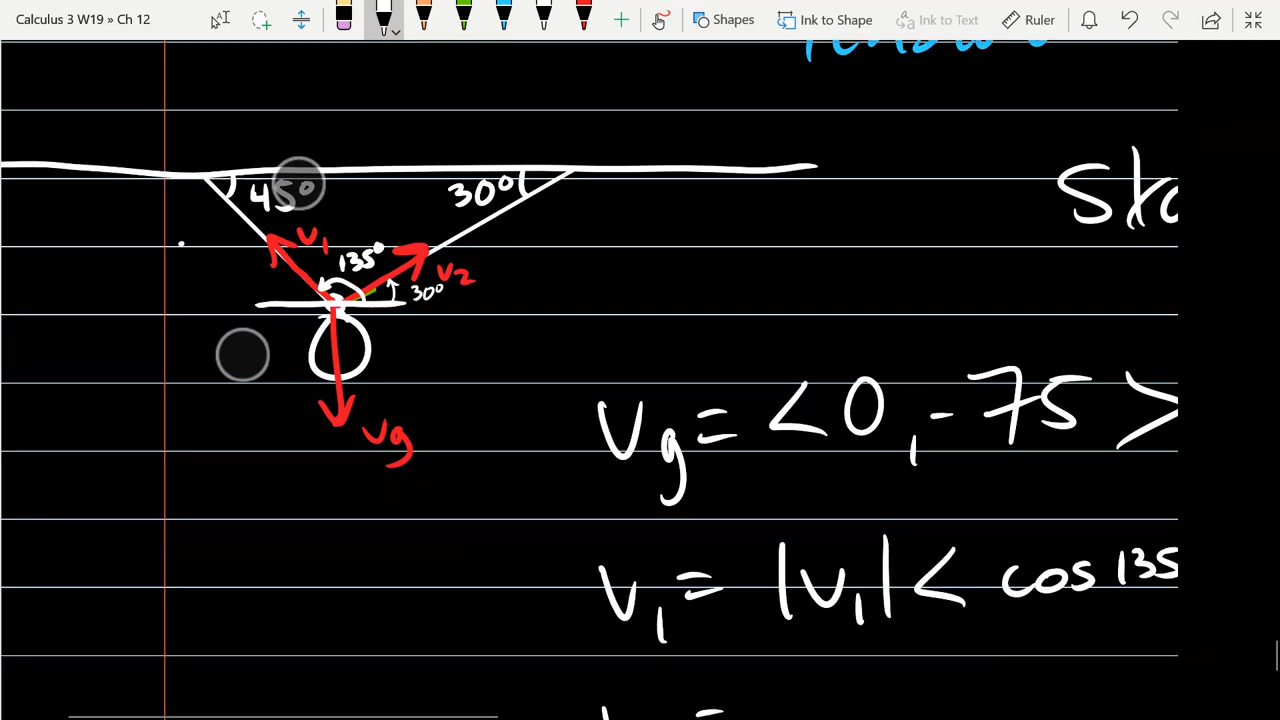 Calculus 3 W19 » Ch 12
Shapes
Ink to Shape
Ink to Text
Ruler
45°
30°
v1
135°
v2
30°
vg
vg = <0, -75>
v1 = |v1| < cos 135
=